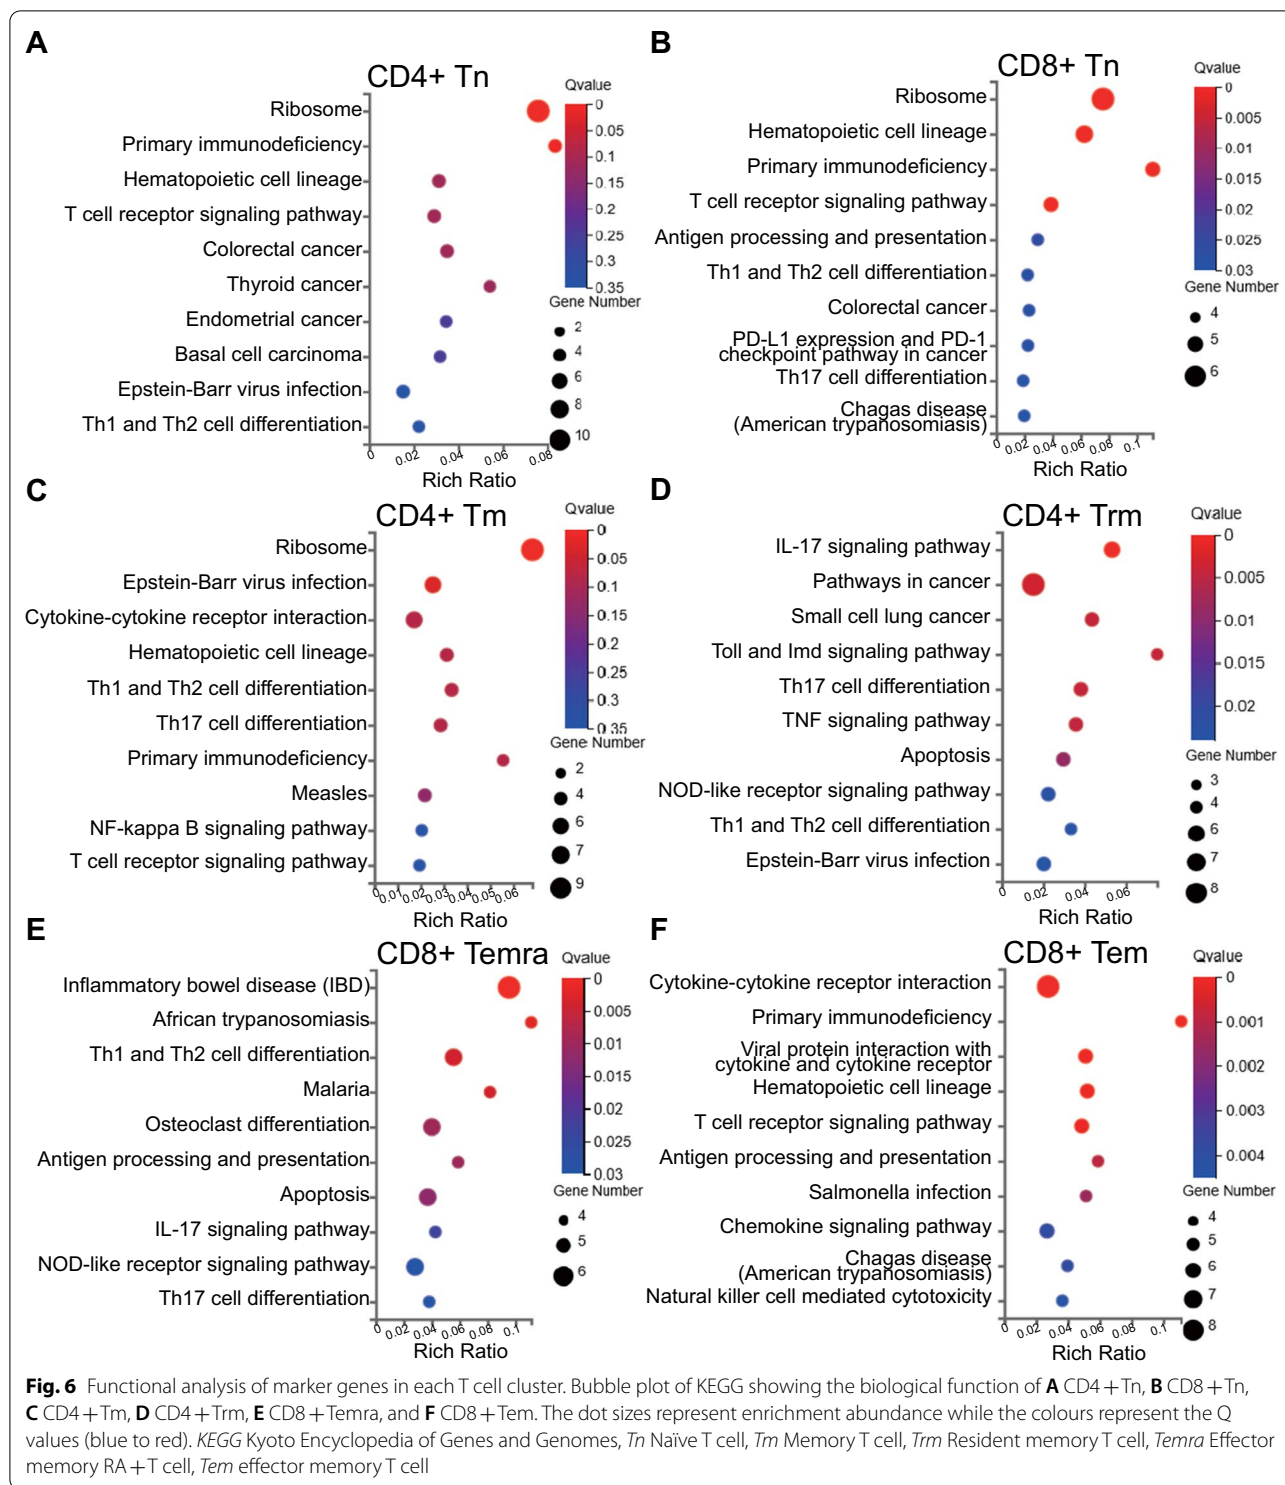 A
CD4+ Tn
Ribosome
Primary immunodeficiency
Hematopoietic cell lineage
T cell receptor signaling pathway
Colorectal cancer
Thyroid cancer
Endometrial cancer
Basal cell carcinoma
Epstein-Barr virus infection
Th1 and Th2 cell differentiation
0 0.02 0.04 0.06 0.08
Rich Ratio
Qvalue
0
0.05
0.1
0.15
0.2
0.25
0.3
0.35
Gene Number
2
4
6
8
10
B
CD8+ Tn
Ribosome
Hematopoietic cell lineage
Primary immunodeficiency
T cell receptor signaling pathway
Antigen processing and presentation
Th1 and Th2 cell differentiation
Colorectal cancer
PD-L1 expression and PD-1
checkpoint pathway in cancer
Th17 cell differentiation
Chagas disease
(American trypanosomiasis)
0 0.02 0.04 0.06 0.08 0.1
Rich Ratio
Qvalue
0
0.005
0.01
0.015
0.02
0.025
0.03
Gene Number
4
5
6
C
CD4+ Tm
Ribosome
Epstein-Barr virus infection
Cytokine-cytokine receptor interaction
Hematopoietic cell lineage
Th1 and Th2 cell differentiation
Th17 cell differentiation
Primary immunodeficiency
Measles
NF-kappa B signaling pathway
T cell receptor signaling pathway
0 0.01 0.02 0.03 0.04 0.05 0.06
Rich Ratio
Qvalue
0
0.05
0.1
0.15
0.2
0.25
0.3
0.35
Gene Number
2
4
6
7
9
D
CD4+ Trm
IL-17 signaling pathway
Pathways in cancer
Small cell lung cancer
Toll and Imd signaling pathway
Th17 cell differentiation
TNF signaling pathway
Apoptosis
NOD-like receptor signaling pathway
Th1 and Th2 cell differentiation
Epstein-Barr virus infection
0 0.02 0.04 0.06
Rich Ratio
Qvalue
0
0.005
0.01
0.015
0.02
Gene Number
3
4
6
7
8
E
CD8+ Temra
Inflammatory bowel disease (IBD)
African trypanosomiasis
Th1 and Th2 cell differentiation
Malaria
Osteoclast differentiation
Antigen processing and presentation
Apoptosis
IL-17 signaling pathway
NOD-like receptor signaling pathway
Th17 cell differentiation
0 0.02 0.04 0.06 0.08 0.1
Rich Ratio
Qvalue
0
0.005
0.01
0.015
0.02
0.025
0.03
Gene Number
4
5
6
F
CD8+ Tem
Cytokine-cytokine receptor interaction
Primary immunodeficiency
Viral protein interaction with
cytokine and cytokine receptor
Hematopoietic cell lineage
T cell receptor signaling pathway
Antigen processing and presentation
Salmonella infection
Chemokine signaling pathway
Chagas disease
(American trypanosomiasis)
Natural killer cell mediated cytotoxicity
0 0.02 0.04 0.06 0.08 0.1
Rich Ratio
Qvalue
0
0.001
0.002
0.003
0.004
Gene Number
4
5
6
7
8
Fig. 6 Functional analysis of marker genes in each T cell cluster. Bubble plot of KEGG showing the biological function of A CD4+Tn, B CD8+Tn,
C CD4+Tm, D CD4+Trm, E CD8+Temra, and F CD8+Tem. The dot sizes represent enrichment abundance while the colours represent the Q
values (blue to red). KEGG Kyoto Encyclopedia of Genes and Genomes, Tn Naïve T cell, Tm Memory T cell, Trm Resident memory T cell, Temra Effector
memory RA+T cell, Tem effector memory T cell